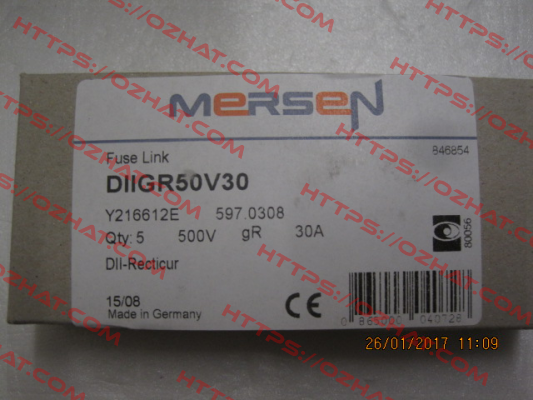 MERSEN
Fuse Link
846854
DIIGR50V30
Y216612E 597.0308
Qty: 5 500V gR 30A
80056
DII-Recticur
15/08
Made in Germany
CE
040728
26/01/2017 11:09
HTTPS://OZHAT.COM